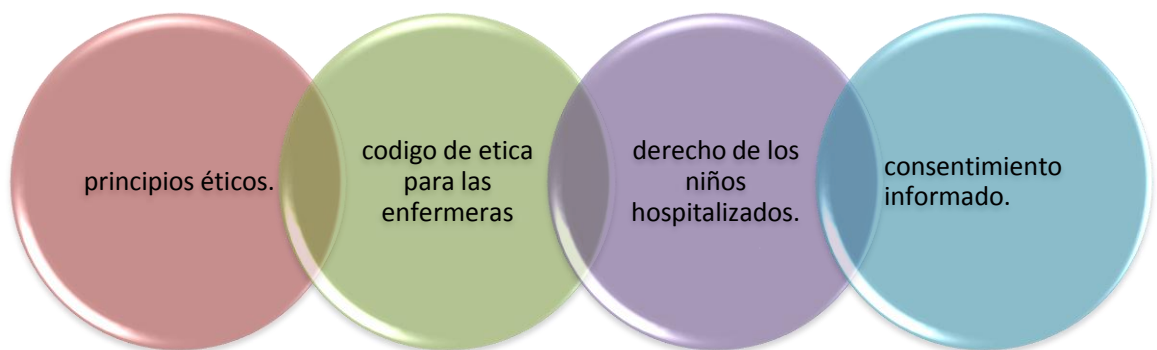 principios éticos.
codigo de etica
para las
enfermeras
derecho de los
niños
hospitalizados.
consentimiento
informado.